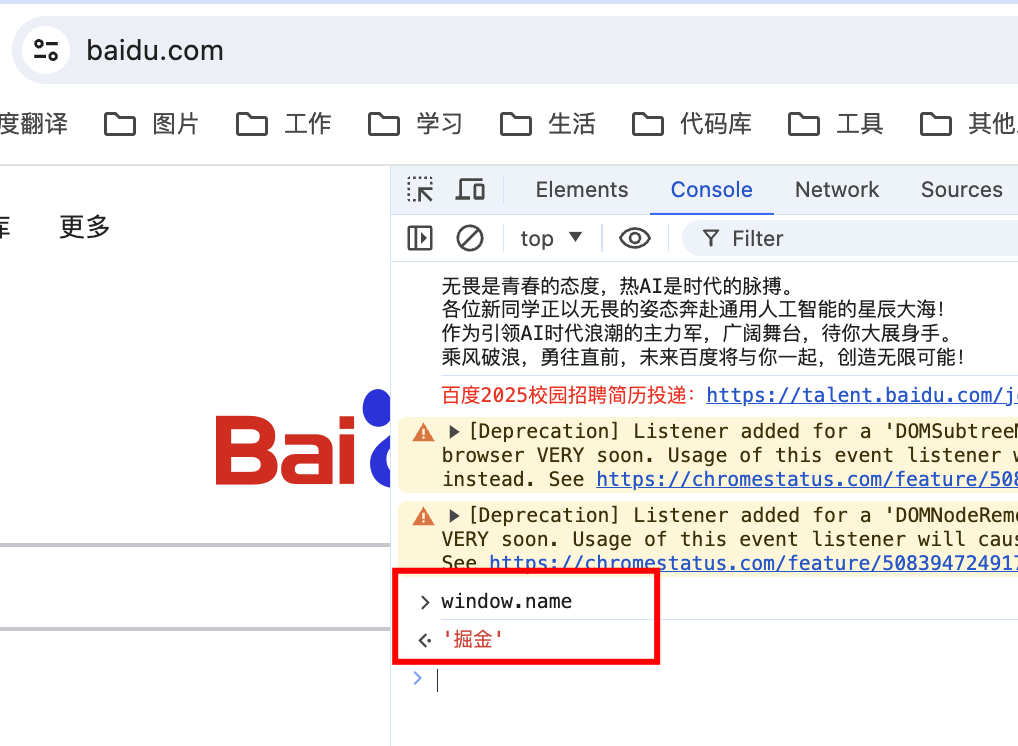 baidu.com
度翻译 图片 工作 学习 生活 代码库 工具 其他
更多
Bai
Elements Console Network Sources
top Filter
无畏是青春的态度，热AI是时代的脉搏。
各位新同学正以无畏的姿态奔赴通用人工智能的星辰大海！
作为引领AI时代浪潮的主力军，广阔舞台，待你大展身手。
乘风破浪，勇往直前，未来百度将与你一起，创造无限可能！
百度2025校园招聘简历投递：https://talent.baidu.com/j
[Deprecation] Listener added for a 'DOMSubtree
browser VERY soon. Usage of this event listener
instead. See https://chromestatus.com/feature/508
[Deprecation] Listener added for a 'DOMNodeRem
VERY soon. Usage of this event listener will cau
See https://chromestatus.com/feature/508394724917
> window.name
'掘金'
>